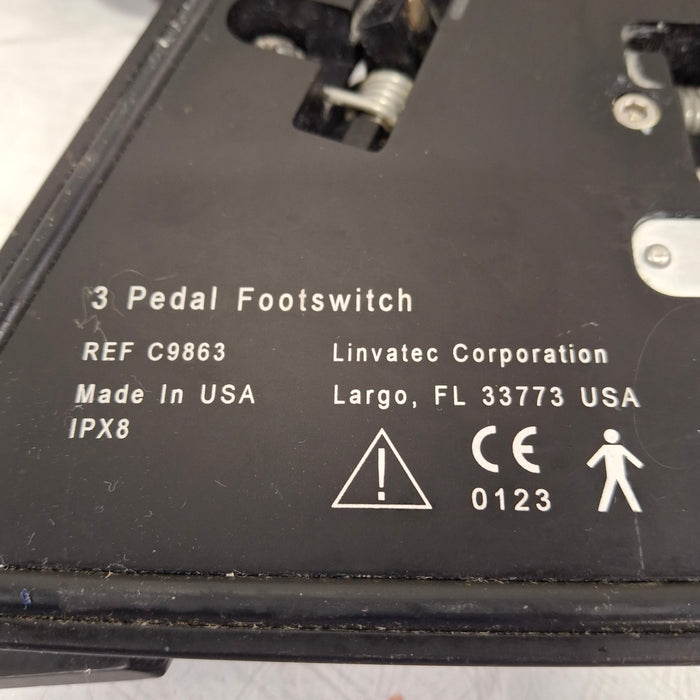 3 Pedal Footswitch
REF C9863
Linvatec Corporation
Made In USA
Largo, FL 33773 USA
IPX8
CE
0123